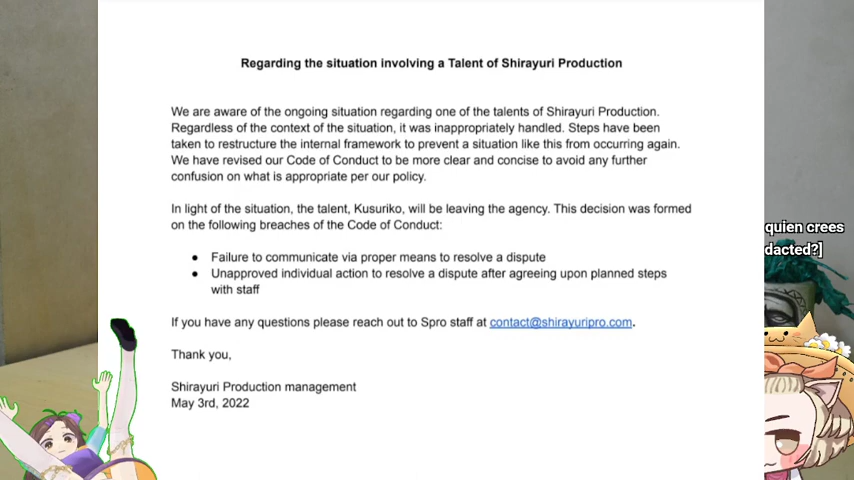 Regarding the situation involving a Talent of Shirayuri Production
We are aware of the ongoing situation regarding one of the talents of Shirayuri Production.
Regardless of the context of the situation, it was inappropriately handled. Steps have been
taken to restructure the internal framework to prevent a situation like this from occurring again.
We have revised our Code of Conduct to be more clear and concise to avoid any further
confusion on what is appropriate per our policy.
In light of the situation, the talent, Kusuriko, will be leaving the agency. This decision was formed
on the following breaches of the Code of Conduct:
● Failure to communicate via proper means to resolve a dispute
● Unapproved individual action to resolve a dispute after agreeing upon planned steps
with staff
If you have any questions please reach out to Spro staff at contact@shirayuripro.com.
Thank you,
Shirayuri Production management
May 3rd, 2022
quien crees
dacted?]